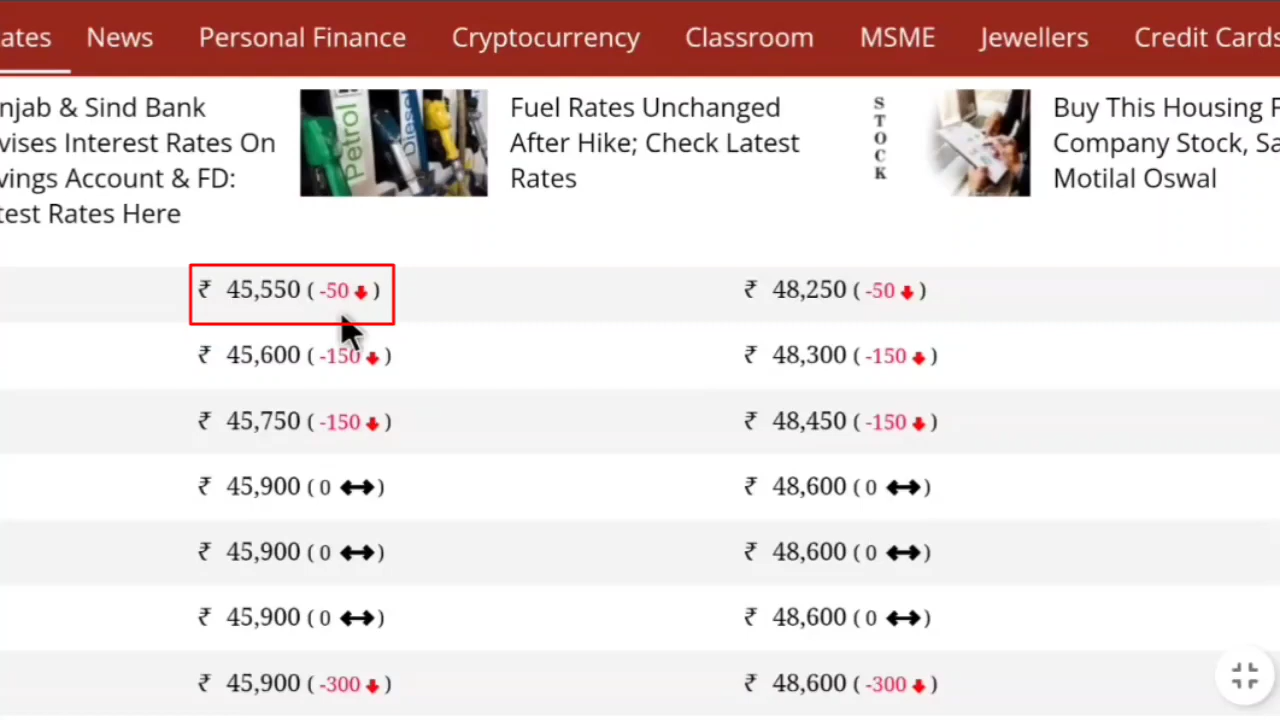 ates News Personal Finance Cryptocurrency Classroom MSME Jewellers Credit Cards
njab & Sind Bank
vises Interest Rates On
vings Account & FD:
test Rates Here
Petrol
Diesel
Fuel Rates Unchanged
After Hike; Check Latest
Rates
STOCK
Buy This Housing F
Company Stock, Sa
Motilal Oswal
₹ 45,550 ( -50 ) ₹ 48,250 ( -50 )
₹ 45,600 ( -150 ) ₹ 48,300 ( -150 )
₹ 45,750 ( -150 ) ₹ 48,450 ( -150 )
₹ 45,900 ( 0 ) ₹ 48,600 ( 0 )
₹ 45,900 ( 0 ) ₹ 48,600 ( 0 )
₹ 45,900 ( 0 ) ₹ 48,600 ( 0 )
₹ 45,900 ( -300 ) ₹ 48,600 ( -300 )